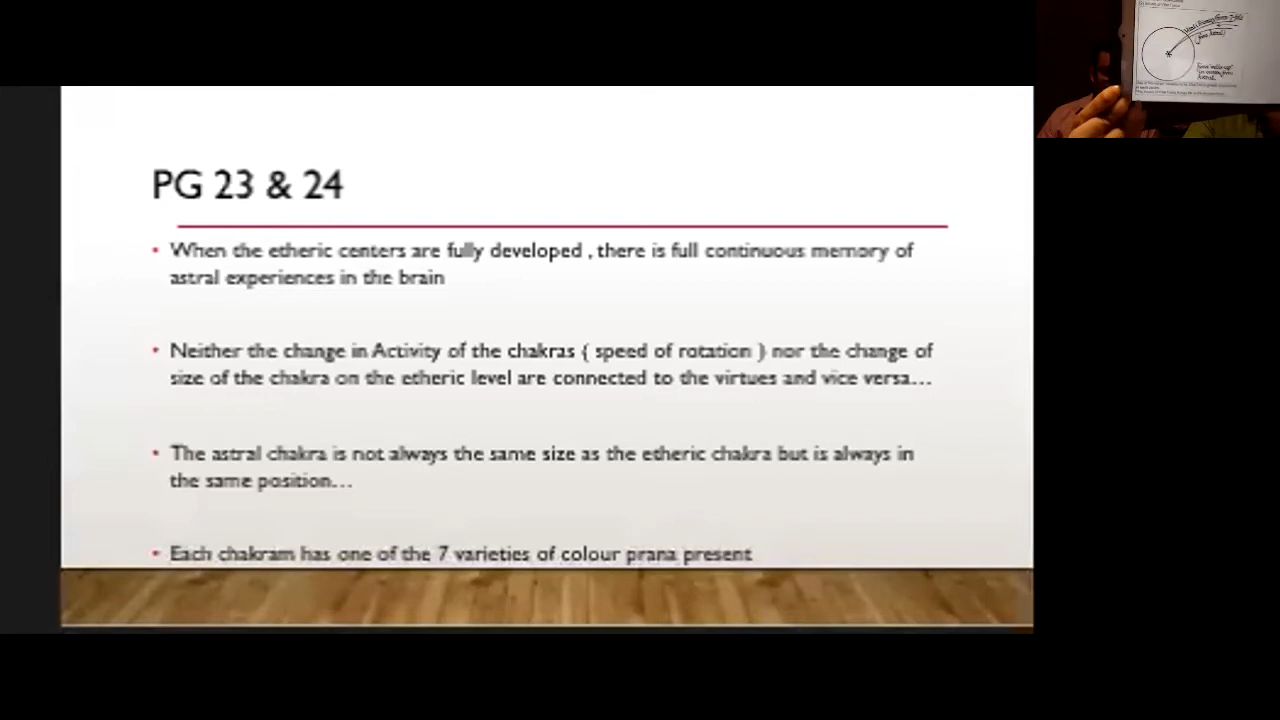 PG 23 & 24
• When the etheric centers are fully developed , there is full continuous memory of
astral experiences in the brain
• Neither the change in Activity of the chakras ( speed of rotation ) nor the change of
size of the chakra on the etheric level are connected to the virtues and vice versa...
• The astral chakra is not always the same size as the etheric chakra but is always in
the same position...
• Each chakram has one of the 7 varieties of colour prana present